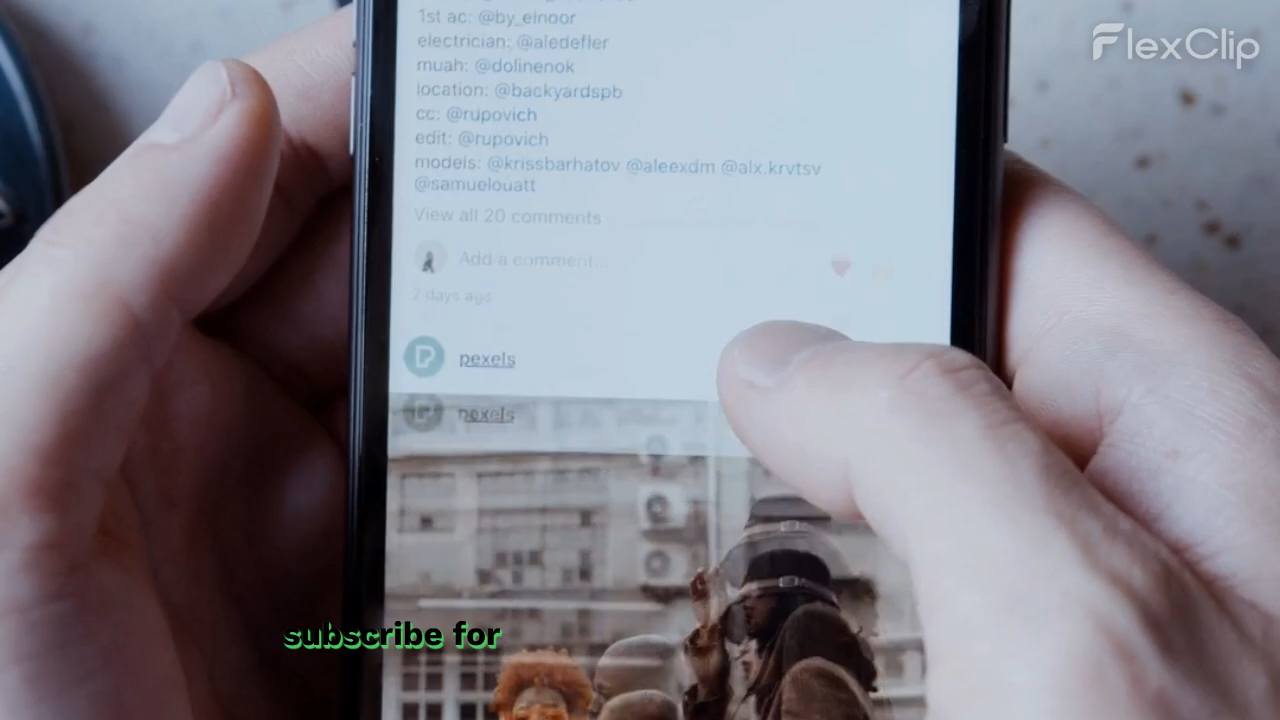 FlexClip
1st ac: @by_elnoor
electrician: @aledefler
muah: @dolinenok
location: @backyardspb
cc: @rupovich
edit: @rupovich
models: @krissbarhatov @aleexdm @alx.krvtsv
@samuelouatt
View all 20 comments
Add a comment...
2 days ago
pexels
pexels
subscribe for